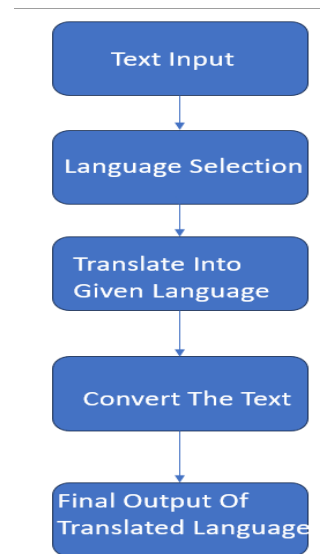 Text Input
Language Selection
Translate Into
Given Language
Convert The Text
Final Output Of
Translated Language